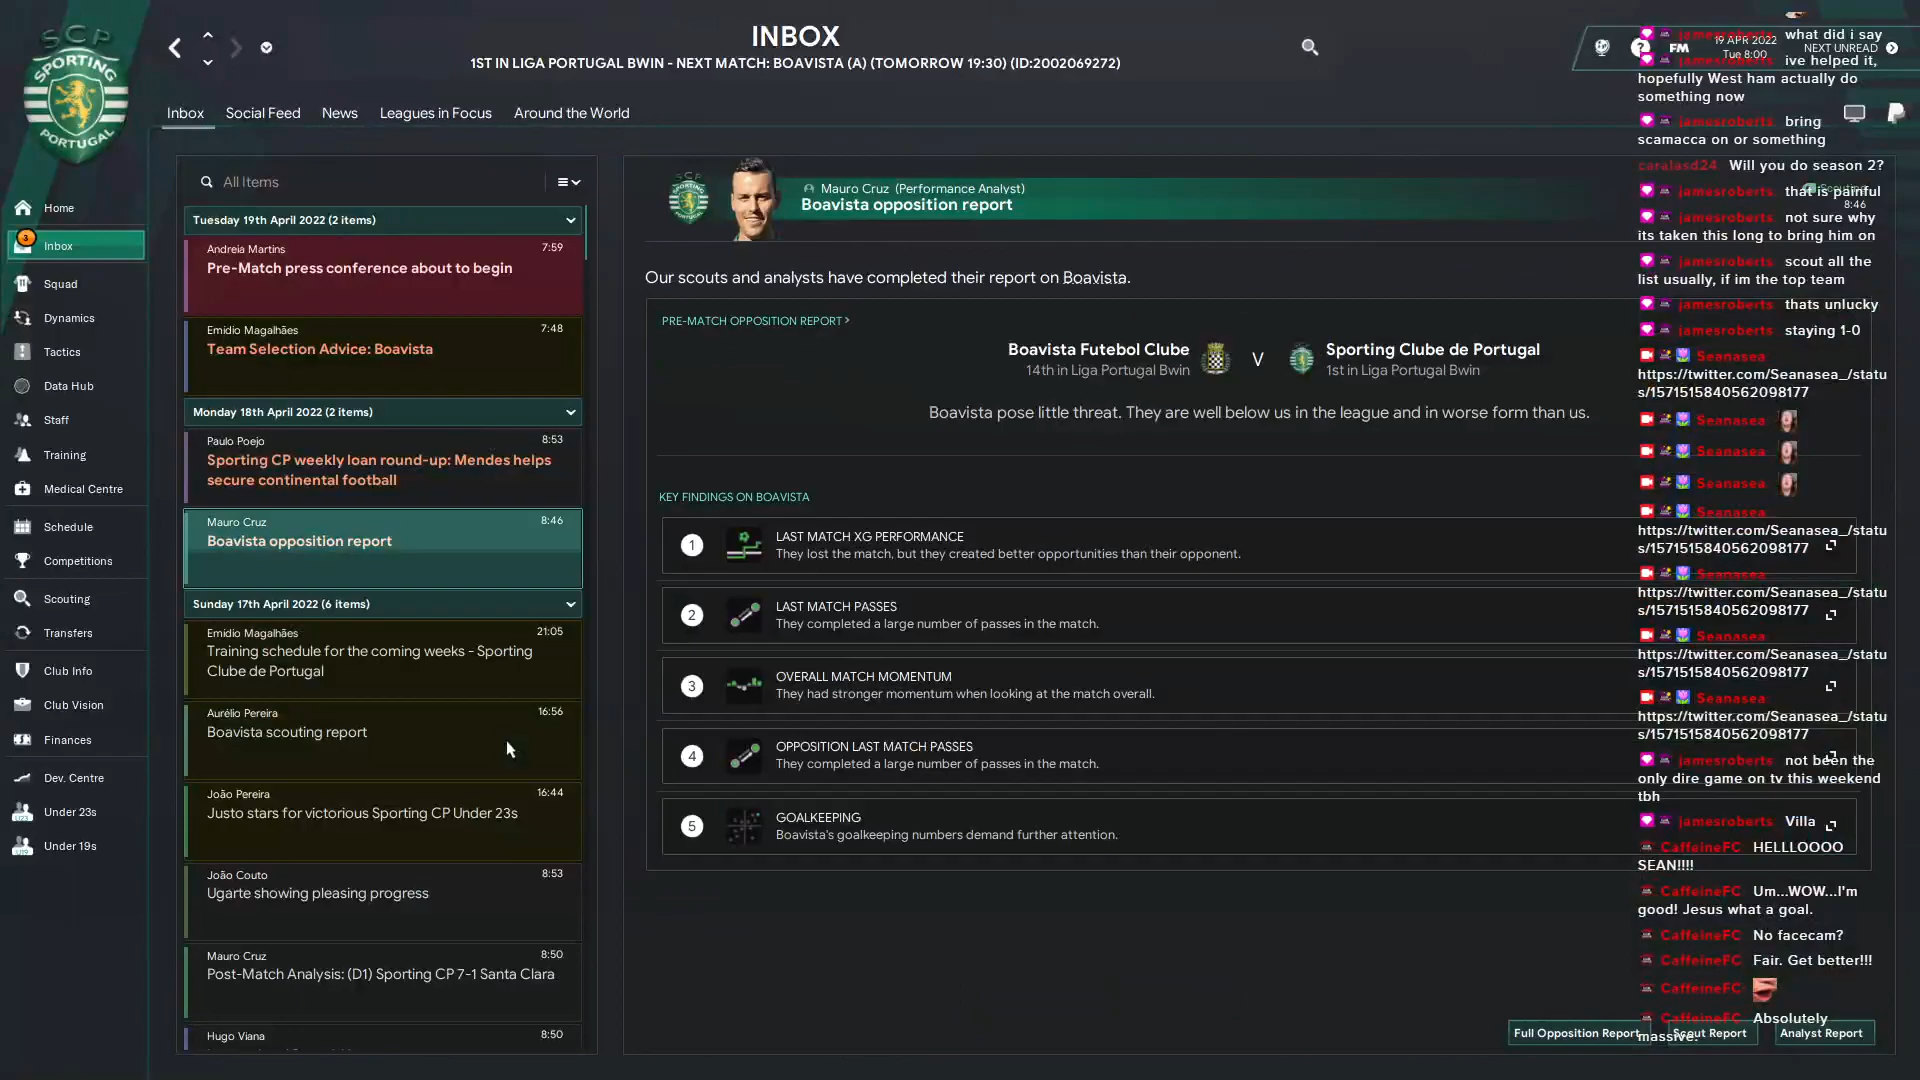 SCP
SPORTING
PORTUGAL
INBOX
1ST IN LIGA PORTUGAL BWIN - NEXT MATCH: BOAVISTA (A) (TOMORROW 19:30) (ID:2002069272)
FM
19 APR 2022
Tue 8:00
NEXT UNREAD
Inbox
Social Feed
News
Leagues in Focus
Around the World
Home
3
Inbox
Squad
Dynamics
Tactics
Data Hub
Staff
Training
Medical Centre
Schedule
Competitions
Scouting
Transfers
Club Info
Club Vision
Finances
Dev. Centre
Under 23s
Under 19s
All Items
Tuesday 19th April 2022 (2 items)
Andreia Martins 7:59
Pre-Match press conference about to begin
Emídio Magalhães 7:48
Team Selection Advice: Boavista
Monday 18th April 2022 (2 items)
Paulo Poejo 8:53
Sporting CP weekly loan round-up: Mendes helps
secure continental football
Mauro Cruz 8:46
Boavista opposition report
Sunday 17th April 2022 (6 items)
Emídio Magalhães 21:05
Training schedule for the coming weeks - Sporting
Clube de Portugal
Aurélio Pereira 16:56
Boavista scouting report
João Pereira 16:44
Justo stars for victorious Sporting CP Under 23s
João Couto 8:53
Ugarte showing pleasing progress
Mauro Cruz 8:50
Post-Match Analysis: (D1) Sporting CP 7-1 Santa Clara
Hugo Viana 8:50
Mauro Cruz (Performance Analyst)
Boavista opposition report
8:46
Our scouts and analysts have completed their report on Boavista.
PRE-MATCH OPPOSITION REPORT >
Boavista Futebol Clube V Sporting Clube de Portugal
14th in Liga Portugal Bwin 1st in Liga Portugal Bwin
Boavista pose little threat. They are well below us in the league and in worse form than us.
KEY FINDINGS ON BOAVISTA
1 LAST MATCH XG PERFORMANCE
They lost the match, but they created better opportunities than their opponent.
2 LAST MATCH PASSES
They completed a large number of passes in the match.
3 OVERALL MATCH MOMENTUM
They had stronger momentum when looking at the match overall.
4 OPPOSITION LAST MATCH PASSES
They completed a large number of passes in the match.
5 GOALKEEPING
Boavista's goalkeeping numbers demand further attention.
Full Opposition Report
Scout Report
Analyst Report
jamesroberts what did i say
jamesroberts ive helped it,
hopefully West ham actually do
something now
jamesroberts bring
scamacca on or something
caralasd24 Will you do season 2?
jamesroberts that is painful
jamesroberts not sure why
its taken this long to bring him on
jamesroberts scout all the
list usually, if im the top team
jamesroberts thats unlucky
jamesroberts staying 1-0
Seanasea
https://twitter.com/Seanasea_/statu
s/1571515840562098177
Seanasea
Seanasea
Seanasea
Seanasea
https://twitter.com/Seanasea_/statu
s/1571515840562098177
Seanasea
https://twitter.com/Seanasea_/statu
s/1571515840562098177
Seanasea
https://twitter.com/Seanasea_/statu
s/1571515840562098177
Seanasea
https://twitter.com/Seanasea_/statu
s/1571515840562098177
jamesroberts not been the
only dire game on tv this weekend
tbh
jamesroberts Villa
CaffeineFC HELLLOOOO
SEAN!!!!
CaffeineFC Um...WOW...I'm
good! Jesus what a goal.
CaffeineFC No facecam?
CaffeineFC Fair. Get better!!!
CaffeineFC
CaffeineFC Absolutely
massive.